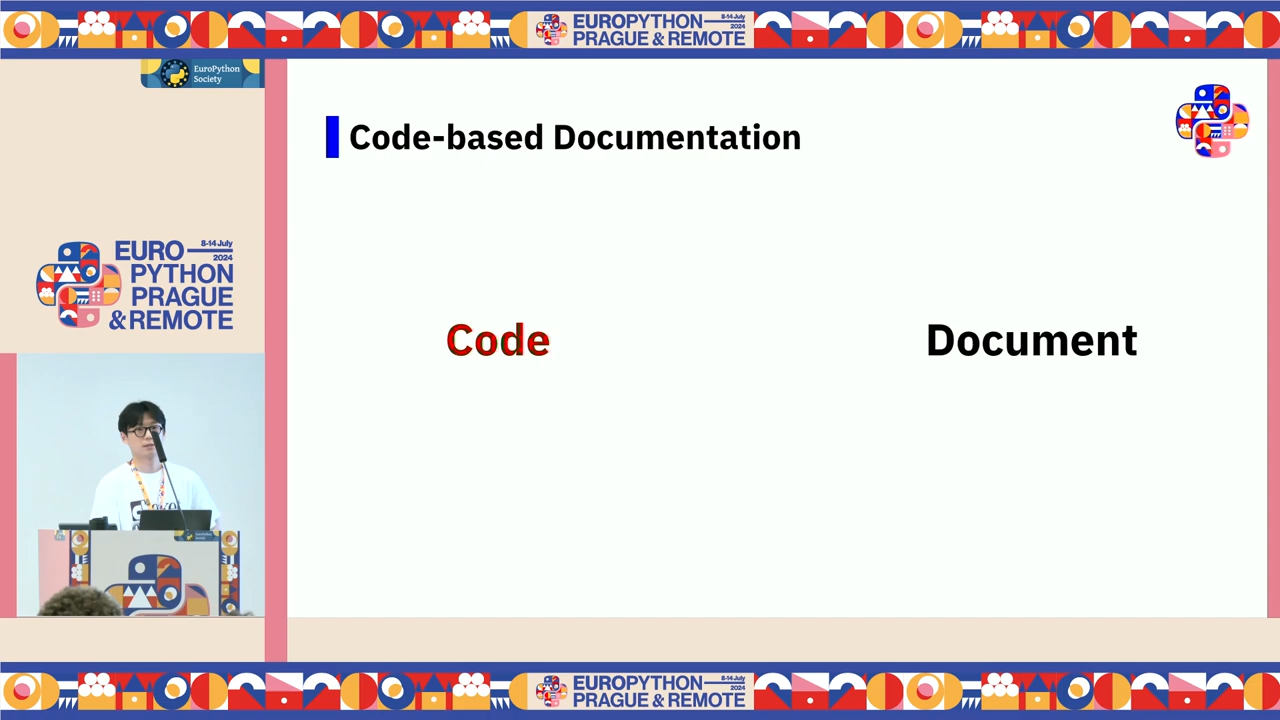 EUROPYTHON
8-14 July
2024
PRAGUE & REMOTE
EuroPython
Society
Code-based Documentation
EURO
8-14 July
2024
PYTHON
PRAGUE
& REMOTE
Code
Document
EUROPYTHON
8-14 July
2024
PRAGUE & REMOTE